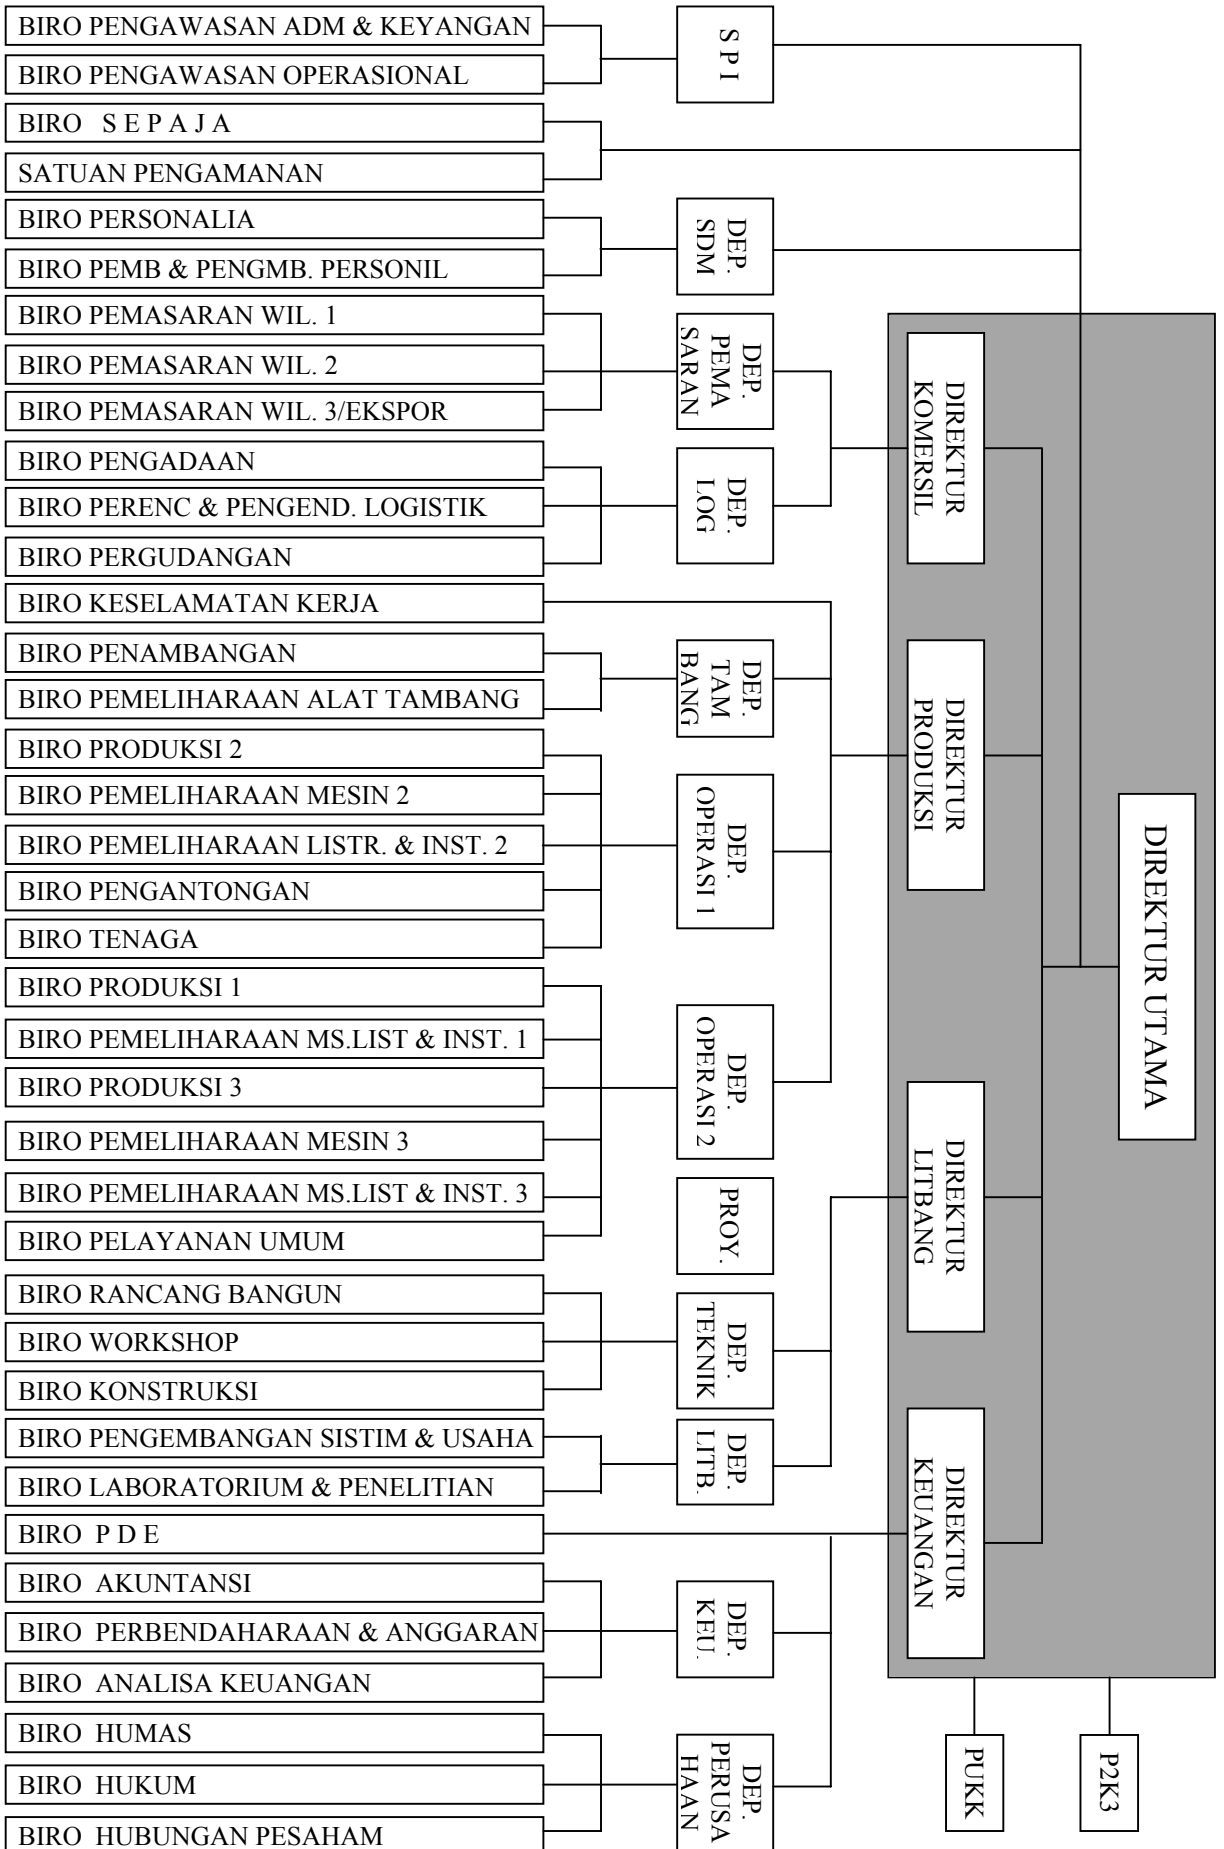 BIRO PENGAWASAN ADM & KEYANGAN
BIRO PENGAWASAN OPERASIONAL
BIRO S E P A J A
SATUAN PENGAMANAN
BIRO PERSONALIA
BIRO PEMB & PENGMB. PERSONIL
BIRO PEMASARAN WIL. 1
BIRO PEMASARAN WIL. 2
BIRO PEMASARAN WIL. 3/EKSPOR
BIRO PENGADAAN
BIRO PERENC & PENGEND. LOGISTIK
BIRO PERGUDANGAN
BIRO KESELAMATAN KERJA
BIRO PENAMBANGAN
BIRO PEMELIHARAAN ALAT TAMBANG
BIRO PRODUKSI 2
BIRO PEMELIHARAAN MESIN 2
BIRO PEMELIHARAAN LISTR. & INST. 2
BIRO PENGANTONGAN
BIRO TENAGA
BIRO PRODUKSI 1
BIRO PEMELIHARAAN MS.LIST & INST. 1
BIRO PRODUKSI 3
BIRO PEMELIHARAAN MESIN 3
BIRO PEMELIHARAAN MS.LIST & INST. 3
BIRO PELAYANAN UMUM
BIRO RANCANG BANGUN
BIRO WORKSHOP
BIRO KONSTRUKSI
BIRO PENGEMBANGAN SISTIM & USAHA
BIRO LABORATORIUM & PENELITIAN
BIRO P D E
BIRO AKUNTANSI
BIRO PERBENDAHARAAN & ANGGARAN
BIRO ANALISA KEUANGAN
BIRO HUMAS
BIRO HUKUM
BIRO HUBUNGAN PESAHAM
S P I
DEP.
SDM
DEP.
PEMA
SARAN
DEP.
LOG
DEP.
TAM
BANG
DEP.
OPERASI 1
DEP.
OPERASI 2
PROY.
DEP.
TEKNIK
DEP.
LITB.
DEP.
KEU.
DEP.
PERUSA
HAAN
DIREKTUR
KOMERSIL
DIREKTUR
PRODUKSI
DIREKTUR
LITBANG
DIREKTUR
KEUANGAN
DIREKTUR UTAMA
PUKK
P2K3